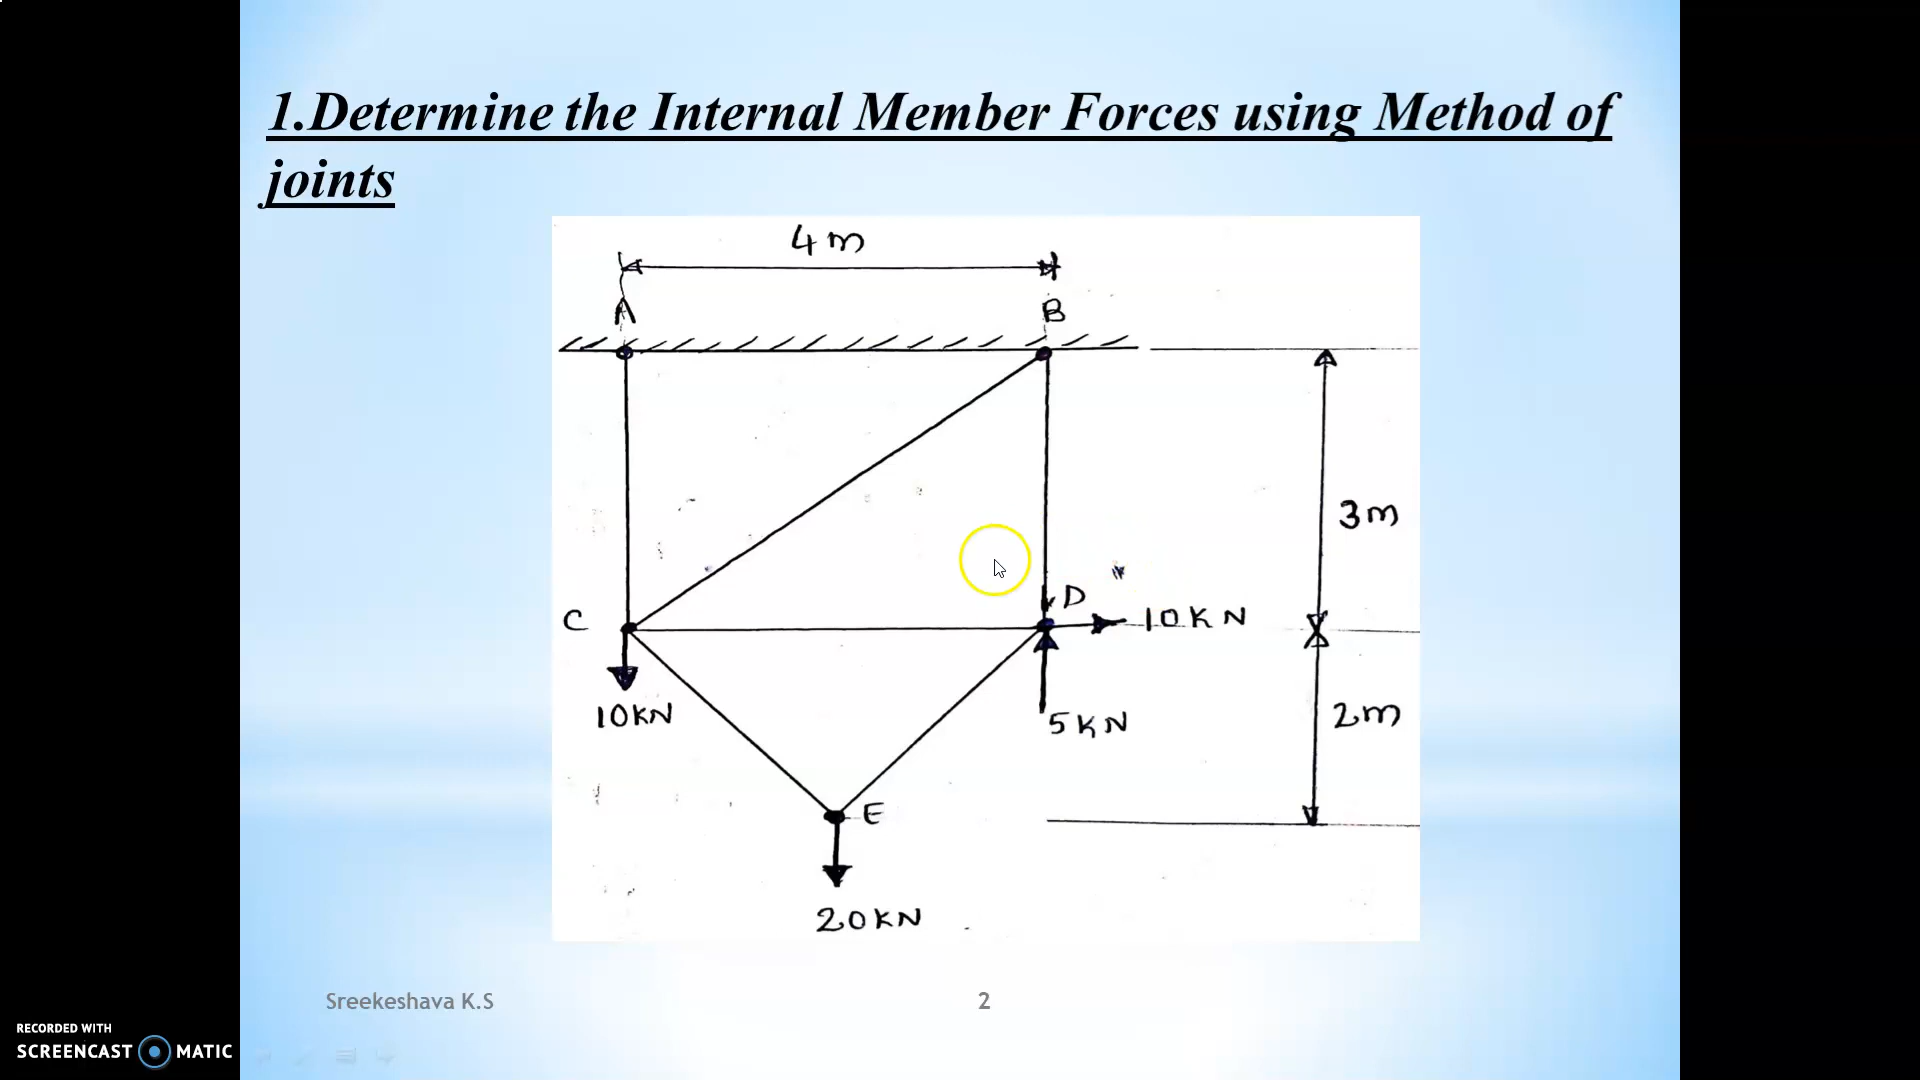 1.Determine the Internal Member Forces using Method of
joints
4m
A
B
3m
C
D
10KN
10KN
5KN
2m
E
20KN
Sreekeshava K.S
2
RECORDED WITH
SCREENCAST MATIC